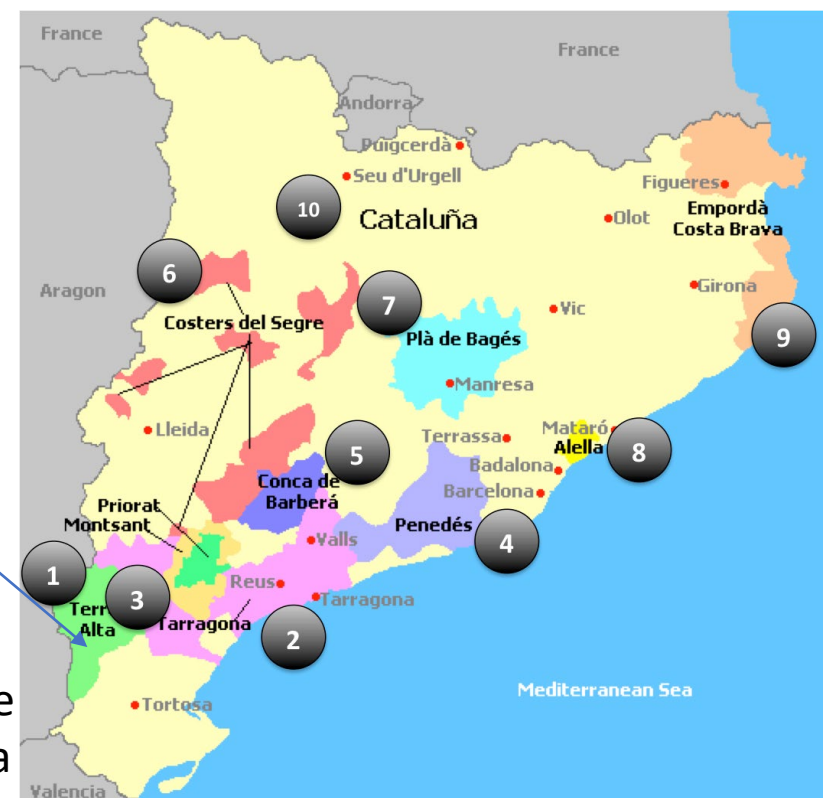 France
France
Andorra
Puigcerdà
Seu d'Urgell
Figueres
10
Empordà
Costa Brava
Cataluña
Olot
6
Aragon
7
Girona
Costers del Segre
Vic
9
Plà de Bagés
Manresa
Lleida
Terrassa
Mataró
Alella
8
5
Badalona
Conca de
Barberá
Barcelona
Priorat
Montsant
Penedés
4
Valls
1
3
Reus
Tarragona
Terr
Alta
Tarragona
2
Mediterranean Sea
e
Tortosa
a
Valencia